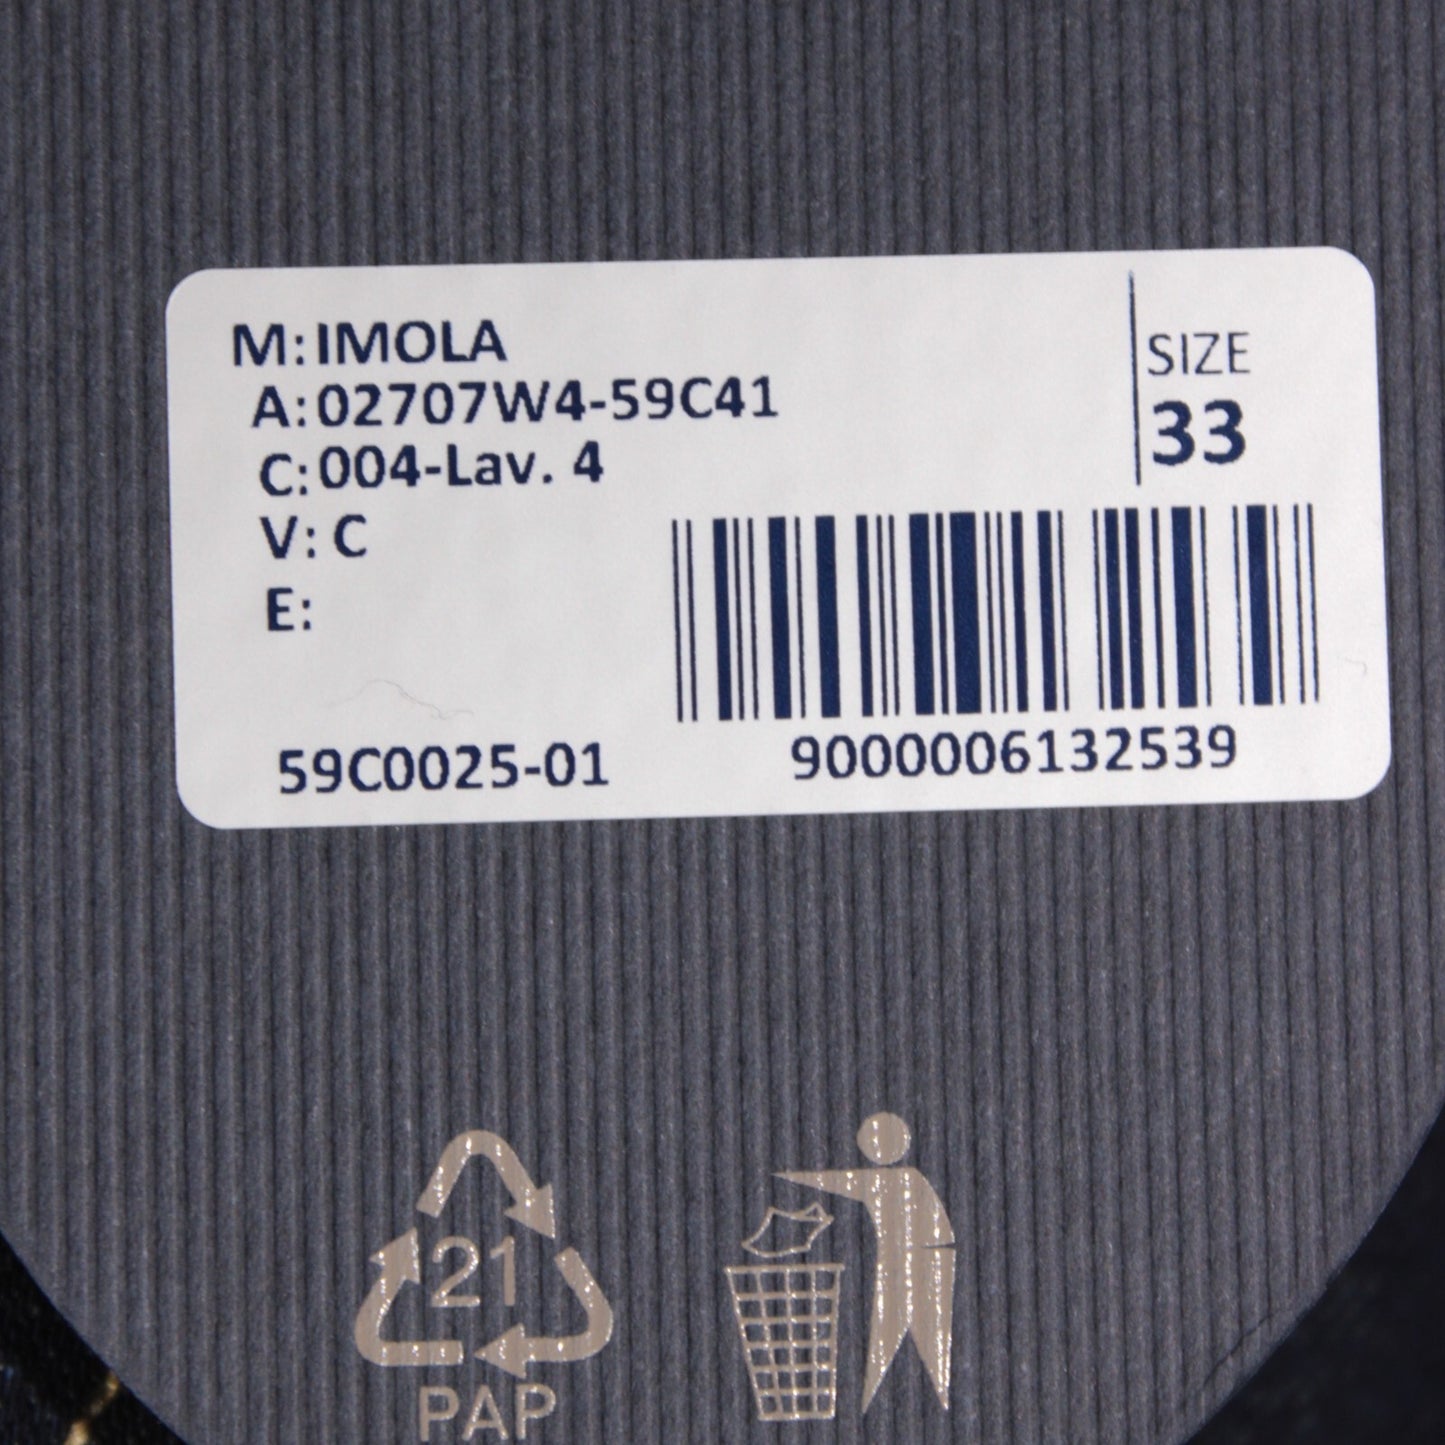 M: IMOLA
A: 02707W4-59C41
C: 004-Lav. 4
V: C
E:
SIZE
33
59C0025-01
9000006132539
21
PAP